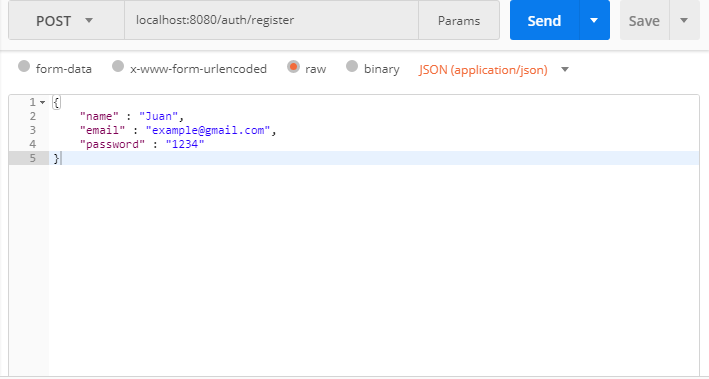 POST localhost:8080/auth/register Params Send Save
form-data x-www-form-urlencoded raw binary JSON (application/json)
1 {
2 "name" : "Juan",
3 "email" : "example@gmail.com",
4 "password" : "1234"
5 }